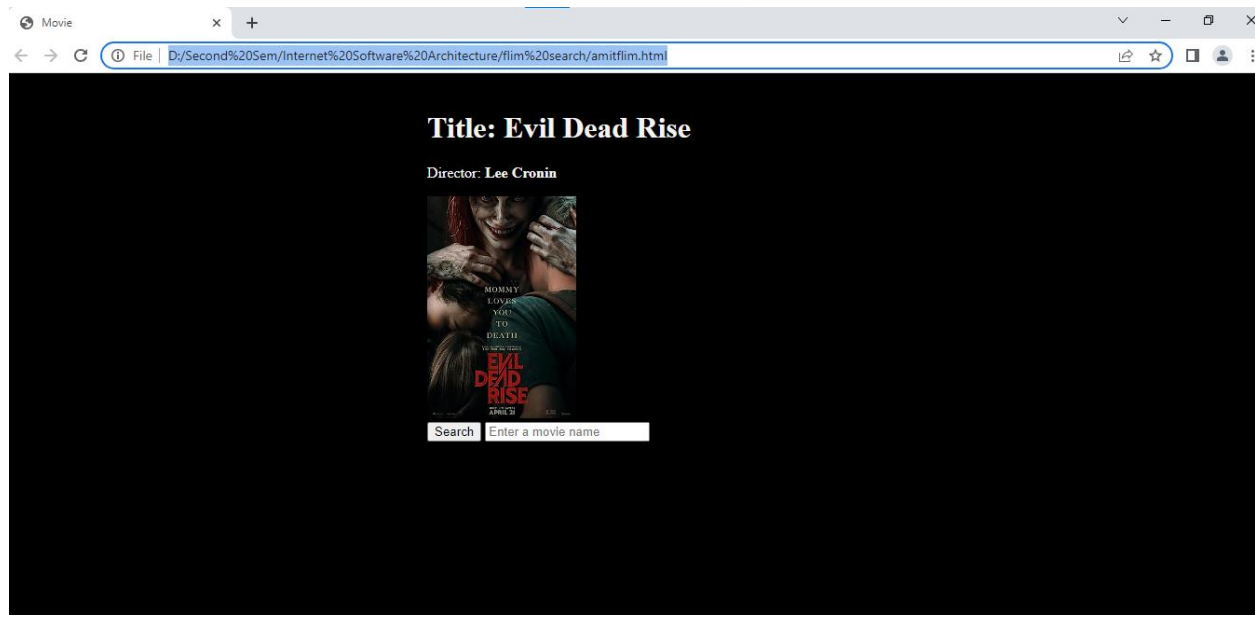 Movie
File D:/Second%20Sem/Internet%20Software%20Architecture/flim%20search/amitflim.html
Title: Evil Dead Rise
Director: Lee Cronin
MOMMY
LOVES
YOU
TO
DEATH
EVIL
DEAD
RISE
APRIL 21
Search Enter a movie name